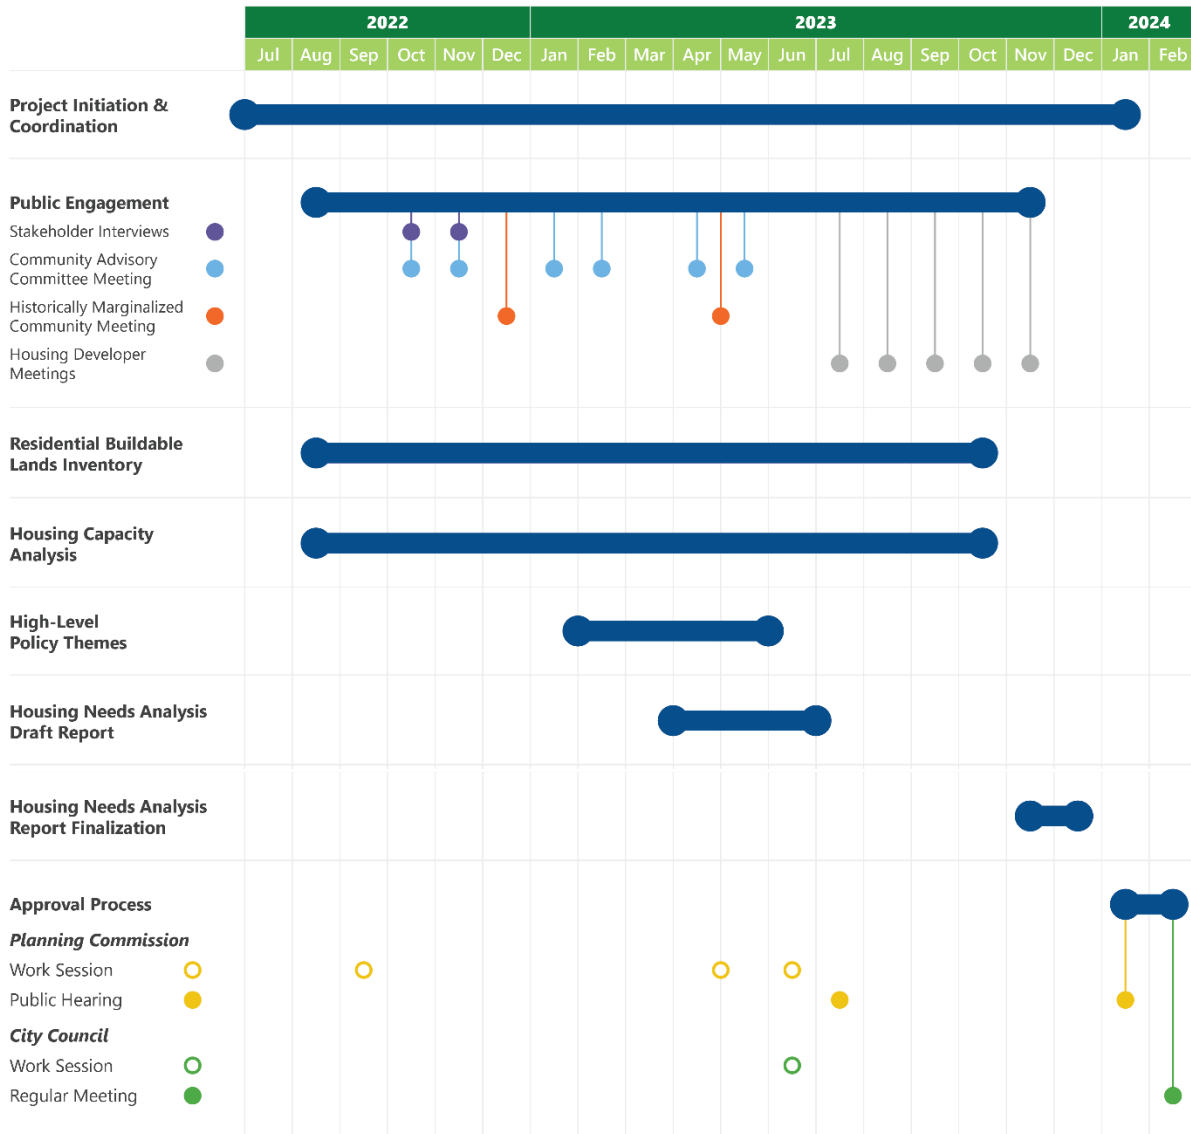 2022 2023 2024
Jul Aug Sep Oct Nov Dec Jan Feb Mar Apr May Jun Jul Aug Sep Oct Nov Dec Jan Feb
Project Initiation &
Coordination
Public Engagement
Stakeholder Interviews
Community Advisory
Committee Meeting
Historically Marginalized
Community Meeting
Housing Developer
Meetings
Residential Buildable
Lands Inventory
Housing Capacity
Analysis
High-Level
Policy Themes
Housing Needs Analysis
Draft Report
Housing Needs Analysis
Report Finalization
Approval Process
Planning Commission
Work Session
Public Hearing
City Council
Work Session
Regular Meeting